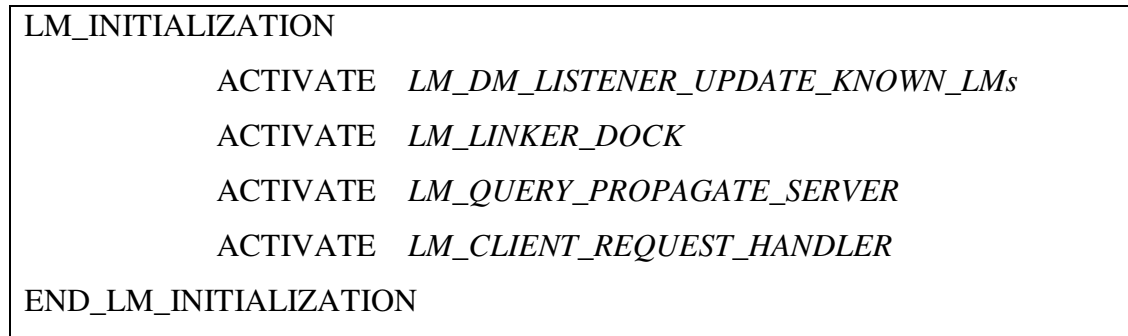 LM_INITIALIZATION
ACTIVATE LM_DM_LISTENER_UPDATE_KNOWN_LMs
ACTIVATE LM_LINKER_DOCK
ACTIVATE LM_QUERY_PROPAGATE_SERVER
ACTIVATE LM_CLIENT_REQUEST_HANDLER
END_LM_INITIALIZATION